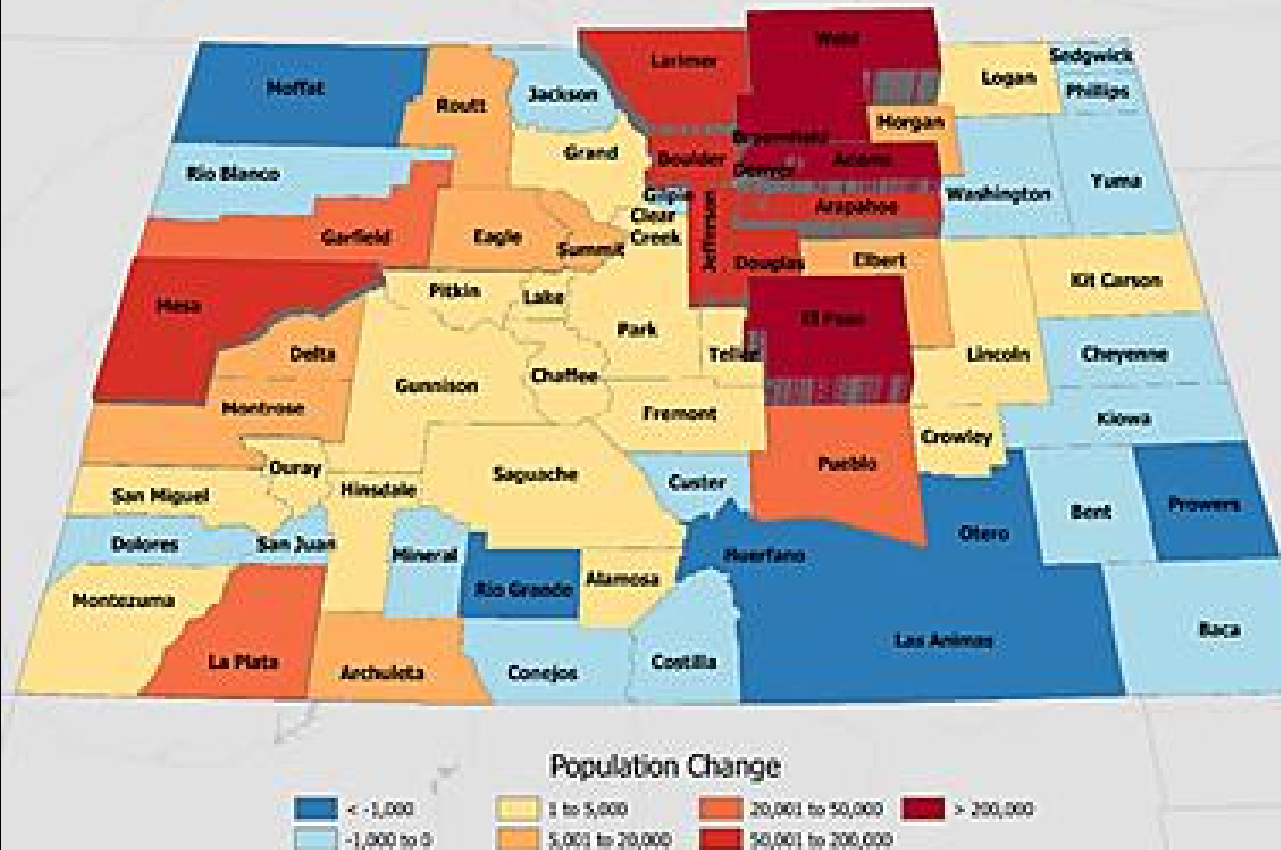 Weld
Larimer
Sedgwick
Logan
Moffat
Jackson
Phillips
Routt
Morgan
Broomfield
Grand
Boulder
Adams
Denver
Rio Blanco
Yuma
Gilpin
Washington
Clear
Creek
Arapahoe
Jefferson
Garfield
Eagle
Summit
Douglas
Elbert
Kit Carson
Pitkin
Lake
Mesa
El Paso
Park
Delta
Teller
Lincoln
Cheyenne
Chaffee
Gunnison
Montrose
Fremont
Kiowa
Crowley
Ouray
Pueblo
Saguache
Custer
San Miguel
Hinsdale
Prowers
Bent
Otero
Dolores
San Juan
Mineral
Huerfano
Alamosa
Rio Grande
Montezuma
Baca
Las Animas
La Plata
Costilla
Archuleta
Conejos
Population Change
< -1,000
1 to 5,000
20,001 to 50,000
> 200,000
-1,000 to 0
5,001 to 20,000
50,001 to 200,000